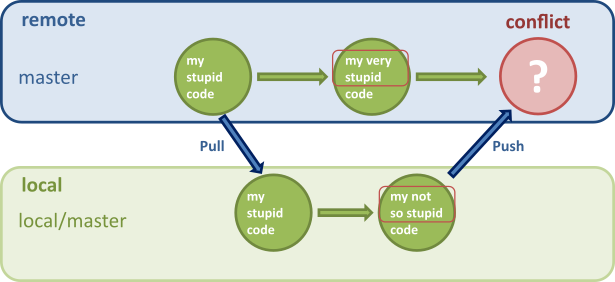 remote
conflict
master
my
stupid
code
my very
stupid
code
?
Pull
Push
local
local/master
my
stupid
code
my not
so stupid
code